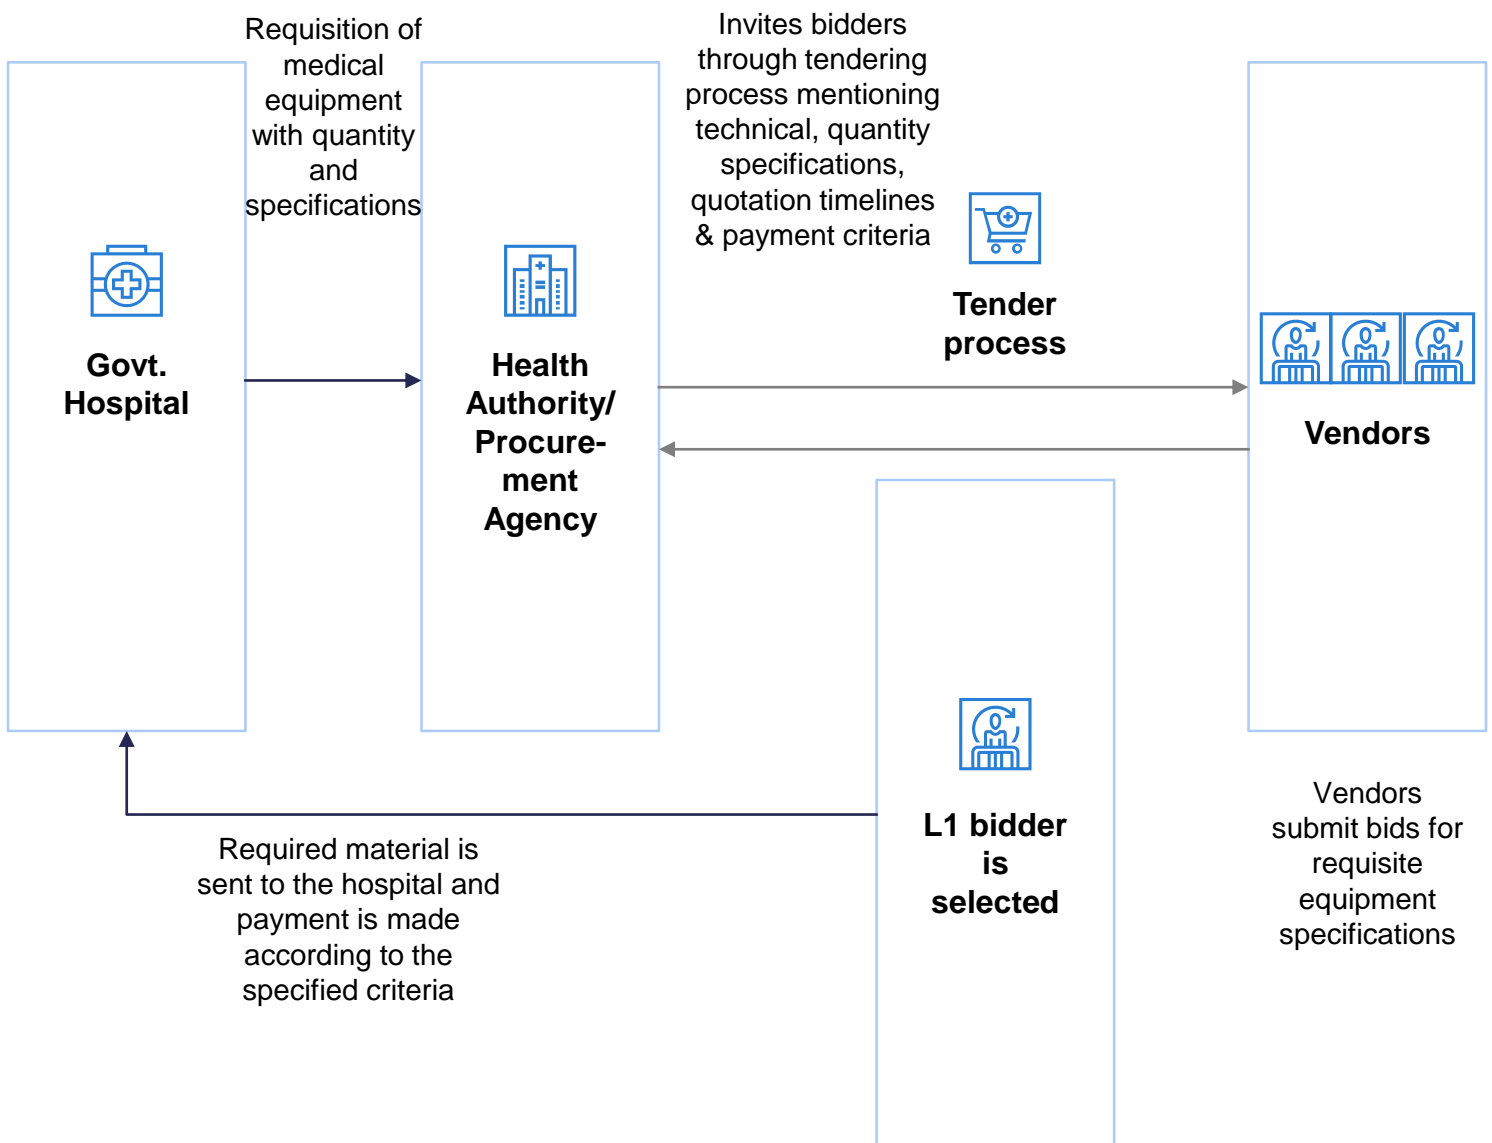 Requisition of
medical
equipment
with quantity
and
specifications
Invites bidders
through tendering
process mentioning
technical, quantity
specifications,
quotation timelines
& payment criteria
Govt.
Hospital
Health
Authority/
Procure-
ment
Agency
Tender
process
Vendors
L1 bidder
is
selected
Required material is
sent to the hospital and
payment is made
according to the
specified criteria
Vendors
submit bids for
requisite
equipment
specifications